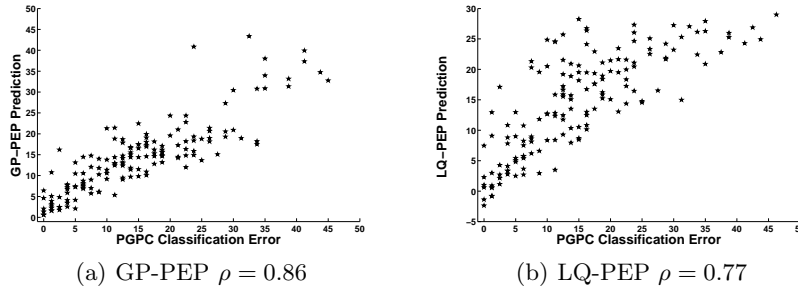 50
45
40
35
30
25
20
15
10
5
0
GP−PEP Prediction
0 5 10 15 20 25 30 35 40 45 50
PGPC Classification Error
(a) GP-PEP ρ = 0.86
30
25
20
15
10
5
0
−5
LQ−PEP Prediction
0 5 10 15 20 25 30 35 40 45 50
PGPC Classification Error
(b) LQ-PEP ρ = 0.77